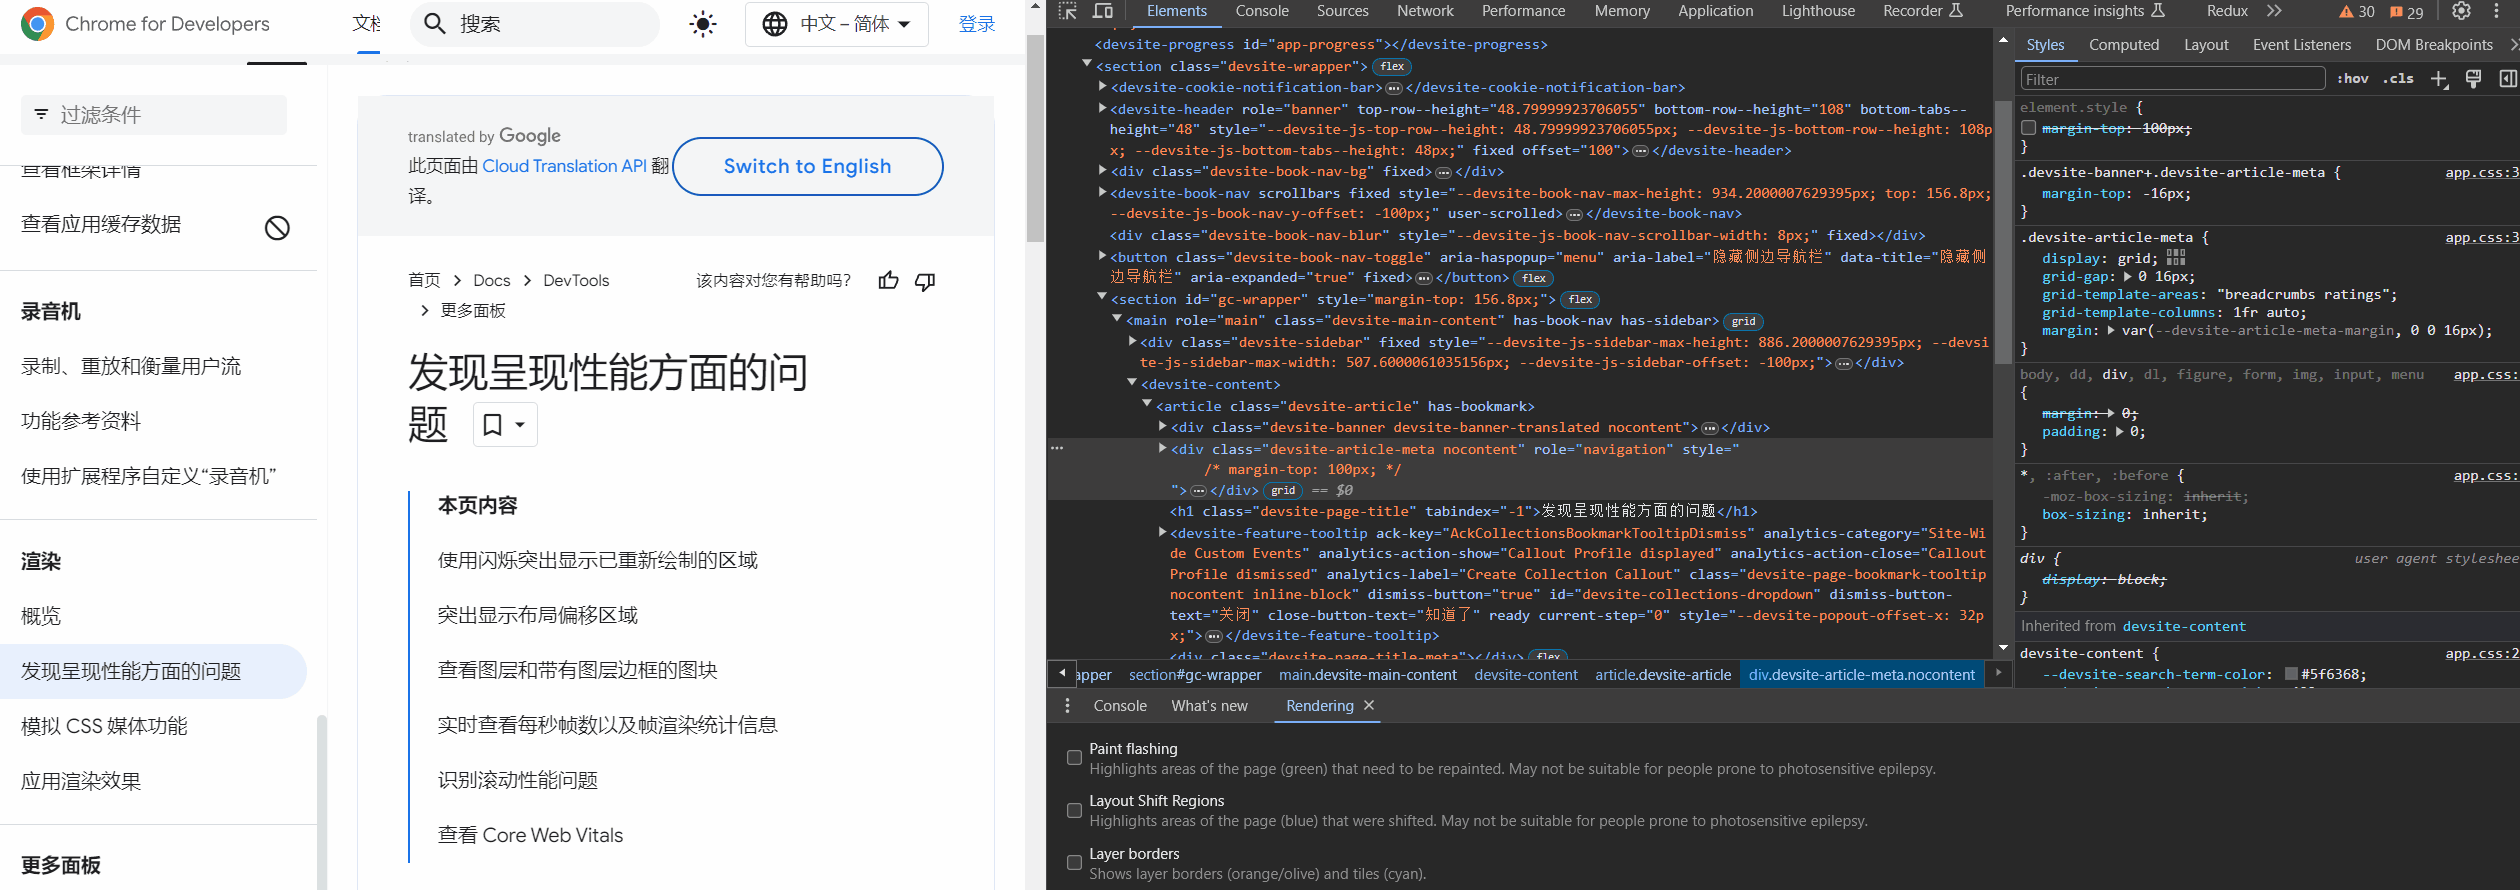 Chrome for Developers
文档
搜索
中文 – 简体
登录
过滤条件
查看框架详情
查看应用缓存数据
录音机
录制、重放和衡量用户流
功能参考资料
使用扩展程序自定义“录音机”
渲染
概览
发现呈现性能方面的问题
模拟 CSS 媒体功能
应用渲染效果
更多面板
translated by Google
此页面由 Cloud Translation API 翻
译。
Switch to English
首页 > Docs > DevTools
> 更多面板
该内容对您有帮助吗?
发现呈现性能方面的问
题
本页内容
使用闪烁突出显示已重新绘制的区域
突出显示布局偏移区域
查看图层和带有图层边框的图块
实时查看每秒帧数以及帧渲染统计信息
识别滚动性能问题
查看 Core Web Vitals
Elements Console Sources Network Performance Memory Application Lighthouse Recorder Performance insights Redux 30 29
<devsite-progress id="app-progress"></devsite-progress>
<section class="devsite-wrapper"> flex
<devsite-cookie-notification-bar>…</devsite-cookie-notification-bar>
<devsite-header role="banner" top-row--height="48.79999923706055" bottom-row--height="108" bottom-tabs--
height="48" style="--devsite-js-top-row--height: 48.79999923706055px; --devsite-js-bottom-row--height: 108p
x; --devsite-js-bottom-tabs--height: 48px;" fixed offset="100">…</devsite-header>
<div class="devsite-book-nav-bg" fixed>…</div>
<devsite-book-nav scrollbars fixed style="--devsite-book-nav-max-height: 934.2000007629395px; top: 156.8px;
--devsite-js-book-nav-y-offset: -100px;" user-scrolled>…</devsite-book-nav>
<div class="devsite-book-nav-blur" style="--devsite-js-book-nav-scrollbar-width: 8px;" fixed></div>
<button class="devsite-book-nav-toggle" aria-haspopup="menu" aria-label="隐藏侧边导航栏" data-title="隐藏侧
边导航栏" aria-expanded="true" fixed>…</button> flex
<section id="gc-wrapper" style="margin-top: 156.8px;"> flex
<main role="main" class="devsite-main-content" has-book-nav has-sidebar> grid
<div class="devsite-sidebar" fixed style="--devsite-js-sidebar-max-height: 886.2000007629395px; --devsi
te-js-sidebar-max-width: 507.6000061035156px; --devsite-js-sidebar-offset: -100px;">…</div>
<devsite-content>
<article class="devsite-article" has-bookmark>
<div class="devsite-banner devsite-banner-translated nocontent">…</div>
<div class="devsite-article-meta nocontent" role="navigation" style="
/* margin-top: 100px; */
">…</div> grid == $0
<h1 class="devsite-page-title" tabindex="-1">发现呈现性能方面的问题</h1>
<devsite-feature-tooltip ack-key="AckCollectionsBookmarkTooltipDismiss" analytics-category="Site-Wi
de Custom Events" analytics-action-show="Callout Profile displayed" analytics-action-close="Callout
Profile dismissed" analytics-label="Create Collection Callout" class="devsite-page-bookmark-tooltip
nocontent inline-block" dismiss-button="true" id="devsite-collections-dropdown" dismiss-button-
text="关闭" close-button-text="知道了" ready current-step="0" style="--devsite-popout-offset-x: 32p
x;">…</devsite-feature-tooltip>
<div class="devsite-page-title-meta"></div> flex
apper section#gc-wrapper main.devsite-main-content devsite-content article.devsite-article div.devsite-article-meta.nocontent
Styles Computed Layout Event Listeners DOM Breakpoints
Filter :hov .cls
element.style {
margin-top: 100px;
}
.devsite-banner+.devsite-article-meta { app.css:3
margin-top: -16px;
}
.devsite-article-meta { app.css:3
display: grid;
grid-gap: 0 16px;
grid-template-areas: "breadcrumbs ratings";
grid-template-columns: 1fr auto;
margin: var(--devsite-article-meta-margin, 0 0 16px);
}
body, dd, div, dl, figure, form, img, input, menu app.css:
{
margin: 0;
padding: 0;
}
*, :after, :before { app.css:
-moz-box-sizing: inherit;
box-sizing: inherit;
}
div { user agent styleshee
display: block;
}
Inherited from devsite-content
devsite-content { app.css:2
--devsite-search-term-color: #5f6368;
Console What's new Rendering
Paint flashing
Highlights areas of the page (green) that need to be repainted. May not be suitable for people prone to photosensitive epilepsy.
Layout Shift Regions
Highlights areas of the page (blue) that were shifted. May not be suitable for people prone to photosensitive epilepsy.
Layer borders
Shows layer borders (orange/olive) and tiles (cyan).